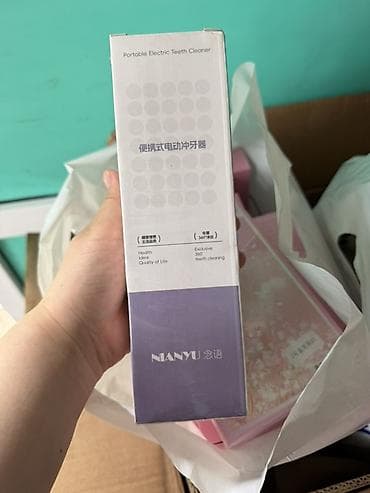 Portable Electric Teeth Cleaner
便携式电动冲牙器
Health
Idea
Quality of Life
Exclusive
360
Teeth cleaning
NIANYU 念语